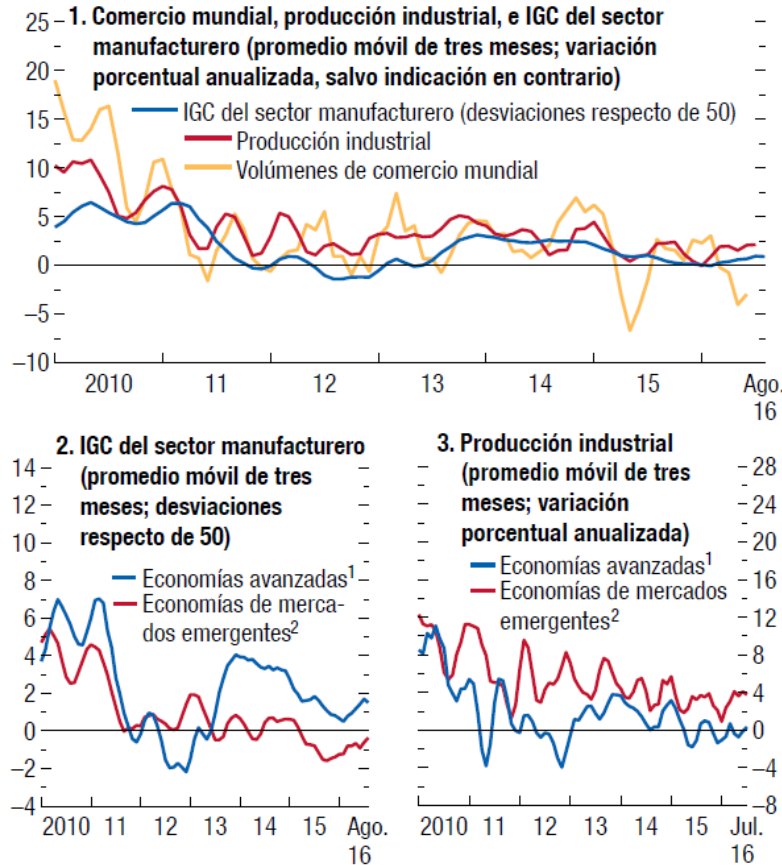 1. Comercio mundial, producción industrial, e IGC del sector
manufacturero (promedio móvil de tres meses; variación
porcentual anualizada, salvo indicación en contrario)
IGC del sector manufacturero (desviaciones respecto de 50)
Producción industrial
Volúmenes de comercio mundial
25
20
15
10
5
0
–5
–10
2010 11 12 13 14 15 Ago.
16
2. IGC del sector manufacturero
(promedio móvil de tres
meses; desviaciones
respecto de 50)
Economías avanzadas¹
Economías de merca-
dos emergentes²
14
12
10
8
6
4
2
0
–2
–4
2010 11 12 13 14 15 Ago.
16
3. Producción industrial
(promedio móvil de tres
meses; variación
porcentual anualizada)
Economías avanzadas¹
Economías de mercados
emergentes²
28
24
20
16
12
8
4
0
–4
–8
2010 11 12 13 14 15 Jul.
16